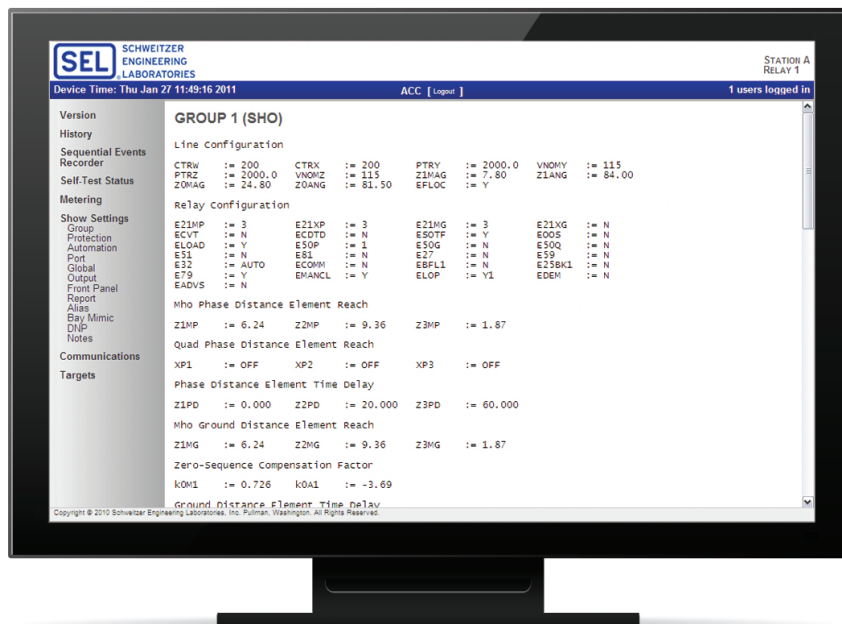 SEL
SCHWEITZER
ENGINEERING
LABORATORIES
STATION A
RELAY 1
Device Time: Thu Jan 27 11:49:16 2011
ACC [ Logout ]
1 users logged in
Version
History
Sequential Events
Recorder
Self-Test Status
Metering
Show Settings
Group
Protection
Automation
Port
Global
Output
Front Panel
Report
Alias
Bay Mimic
DNP
Notes
Communications
Targets
GROUP 1 (SHO)
Line Configuration
CTRW := 200 CTRX := 200 PTRY := 2000.0 VNOMY := 115
PTRZ := 2000.0 VNOMZ := 115 Z1MAG := 7.80 Z1ANG := 84.00
Z0MAG := 24.80 Z0ANG := 81.50 EFLOC := Y
Relay Configuration
E21MP := 3 E21XP := 3 E21MG := 3 E21XG := N
ECVT := N ECDTD := N ESOTF := Y EOOS := N
ELOAD := Y E50P := 1 E50G := N E50Q := N
E51 := N E81 := N E27 := N E59 := N
E32 := AUTO ECOMM := N EBFL1 := N E25BK1 := N
E79 := Y EMANCL := Y ELOP := Y1 EDEM := N
EADVS := N
Mho Phase Distance Element Reach
Z1MP := 6.24 Z2MP := 9.36 Z3MP := 1.87
Quad Phase Distance Element Reach
XP1 := OFF XP2 := OFF XP3 := OFF
Phase Distance Element Time Delay
Z1PD := 0.000 Z2PD := 20.000 Z3PD := 60.000
Mho Ground Distance Element Reach
Z1MG := 6.24 Z2MG := 9.36 Z3MG := 1.87
Zero-Sequence Compensation Factor
k0M1 := 0.726 k0A1 := -3.69
Ground Distance Element Time Delay
Copyright © 2010 Schweitzer Engineering Laboratories, Inc. Pullman, Washington. All Rights Reserved.